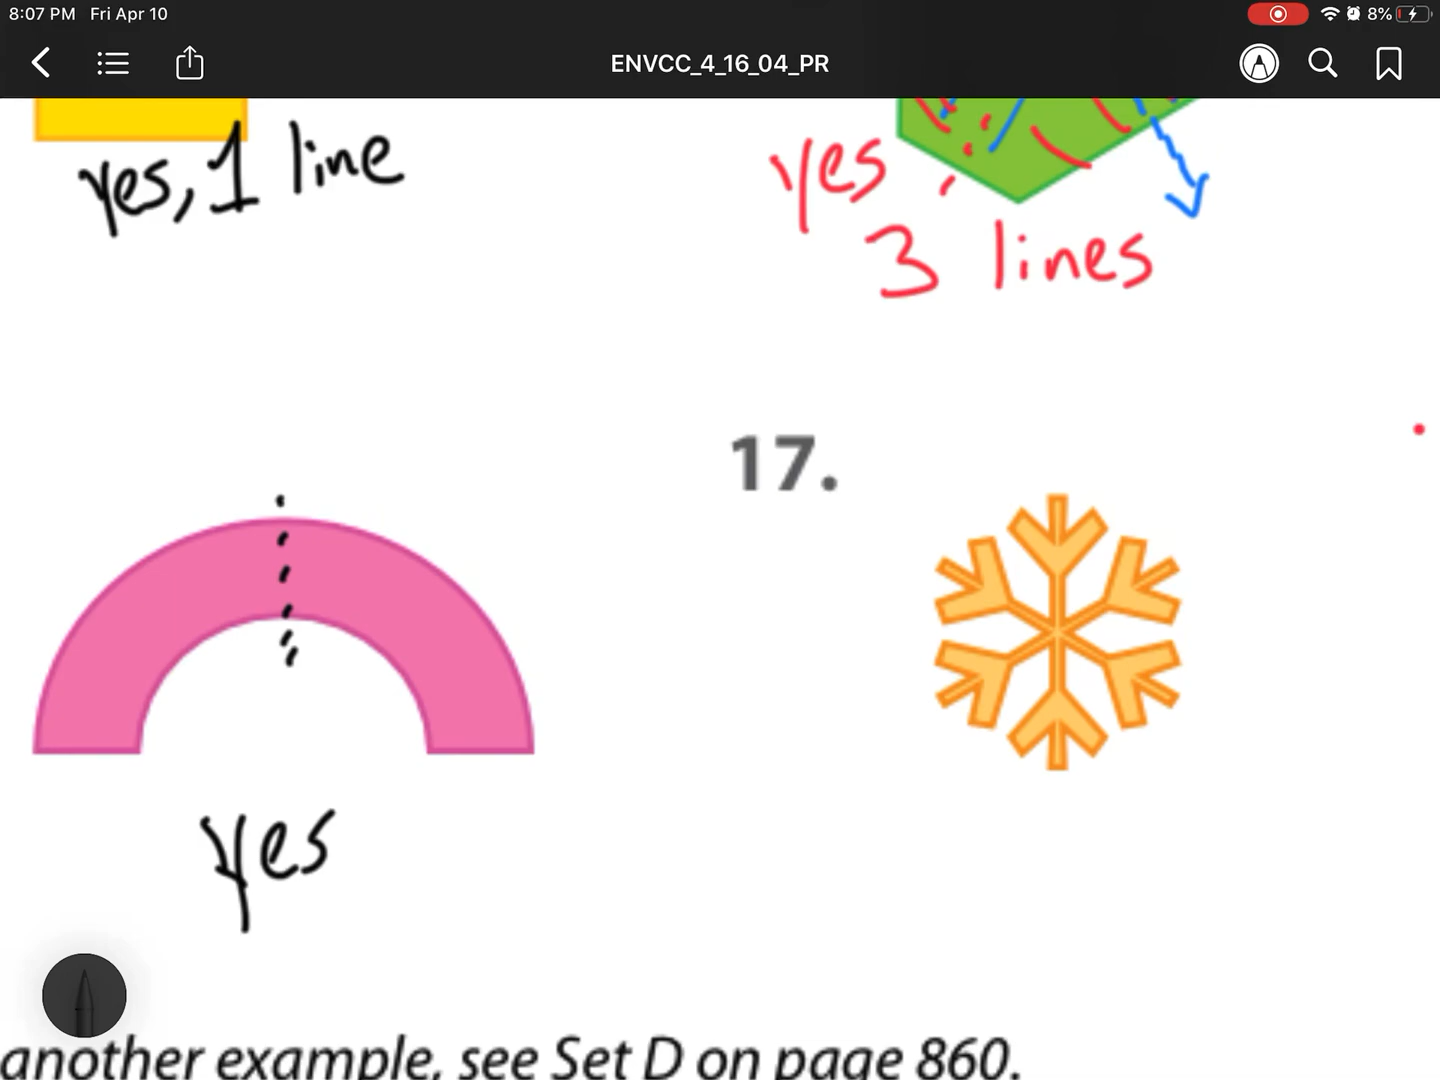 8:07 PM Fri Apr 10
8%
ENVCC_4_16_04_PR
yes, 1 line
yes
3 lines
17.
yes
another example, see Set D on page 860.